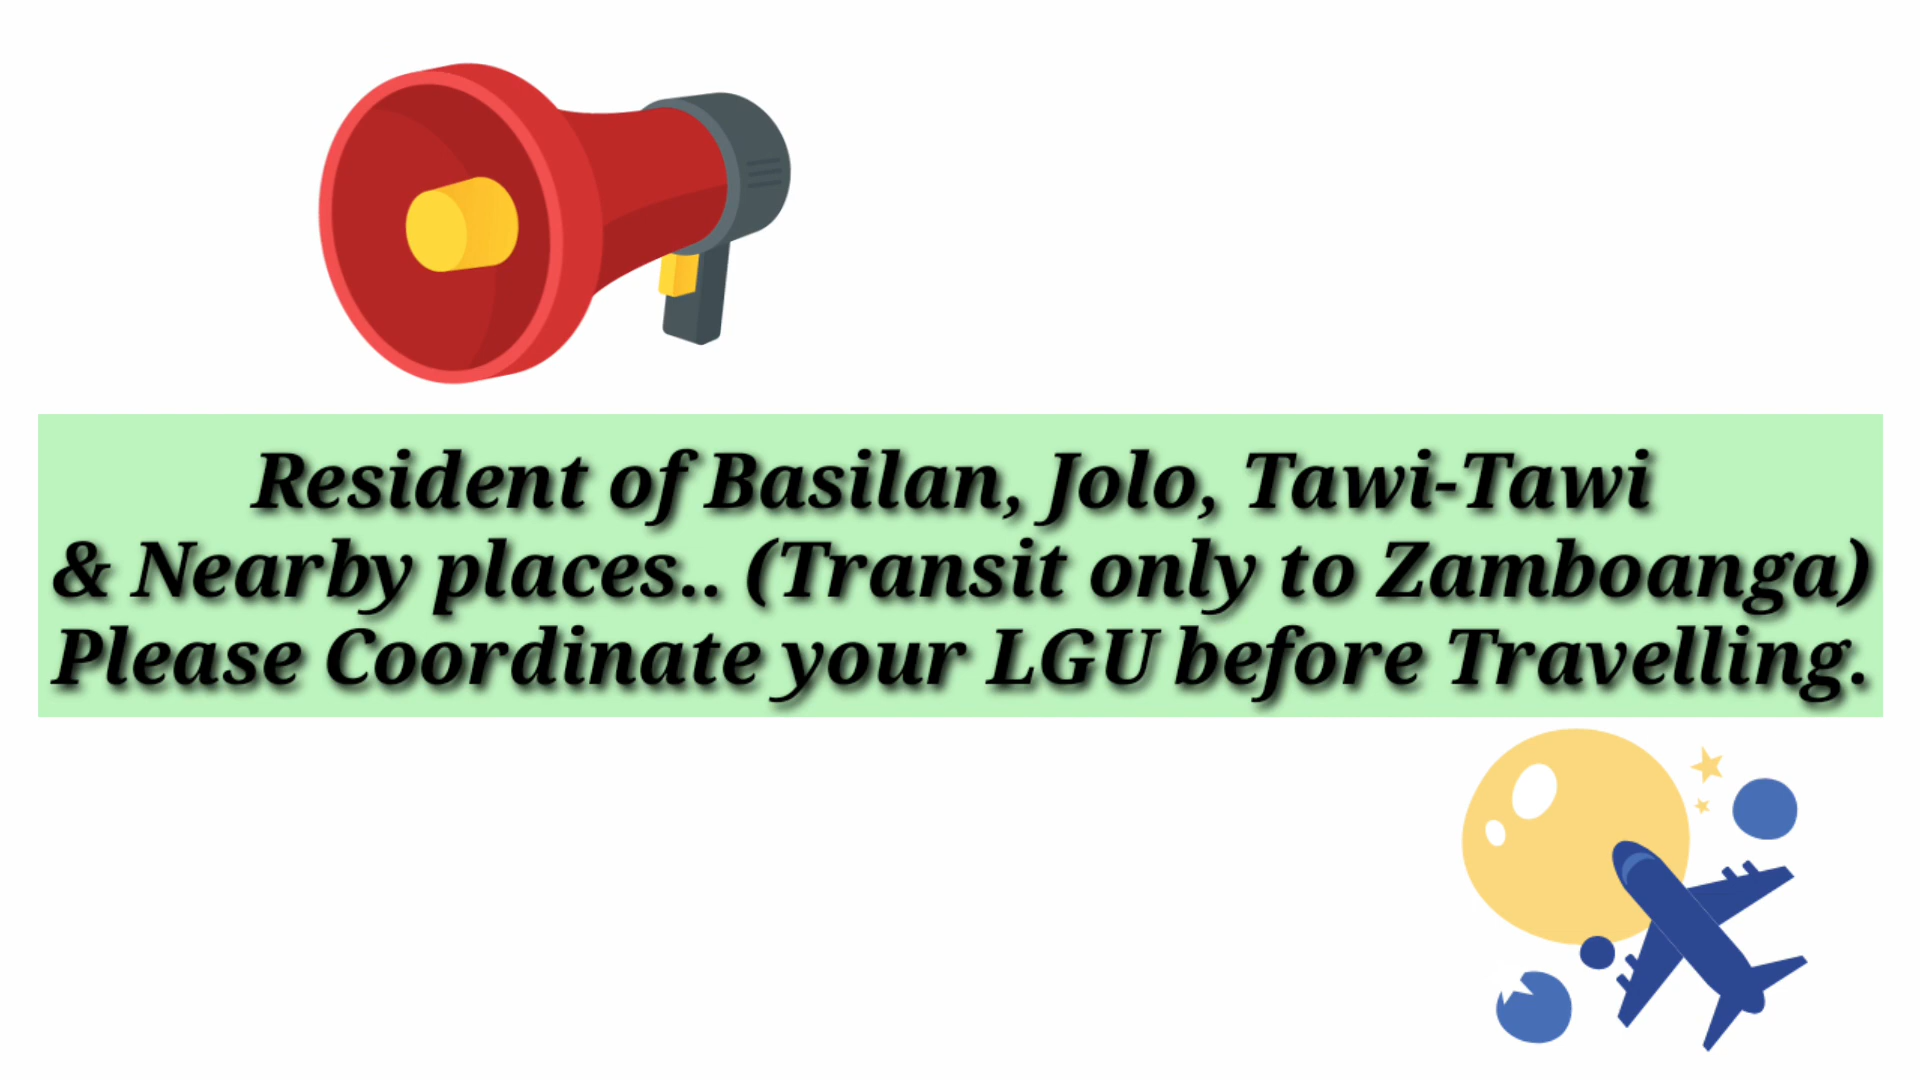 Resident of Basilan, Jolo, Tawi-Tawi
& Nearby places.. (Transit only to Zamboanga)
Please Coordinate your LGU before Travelling.